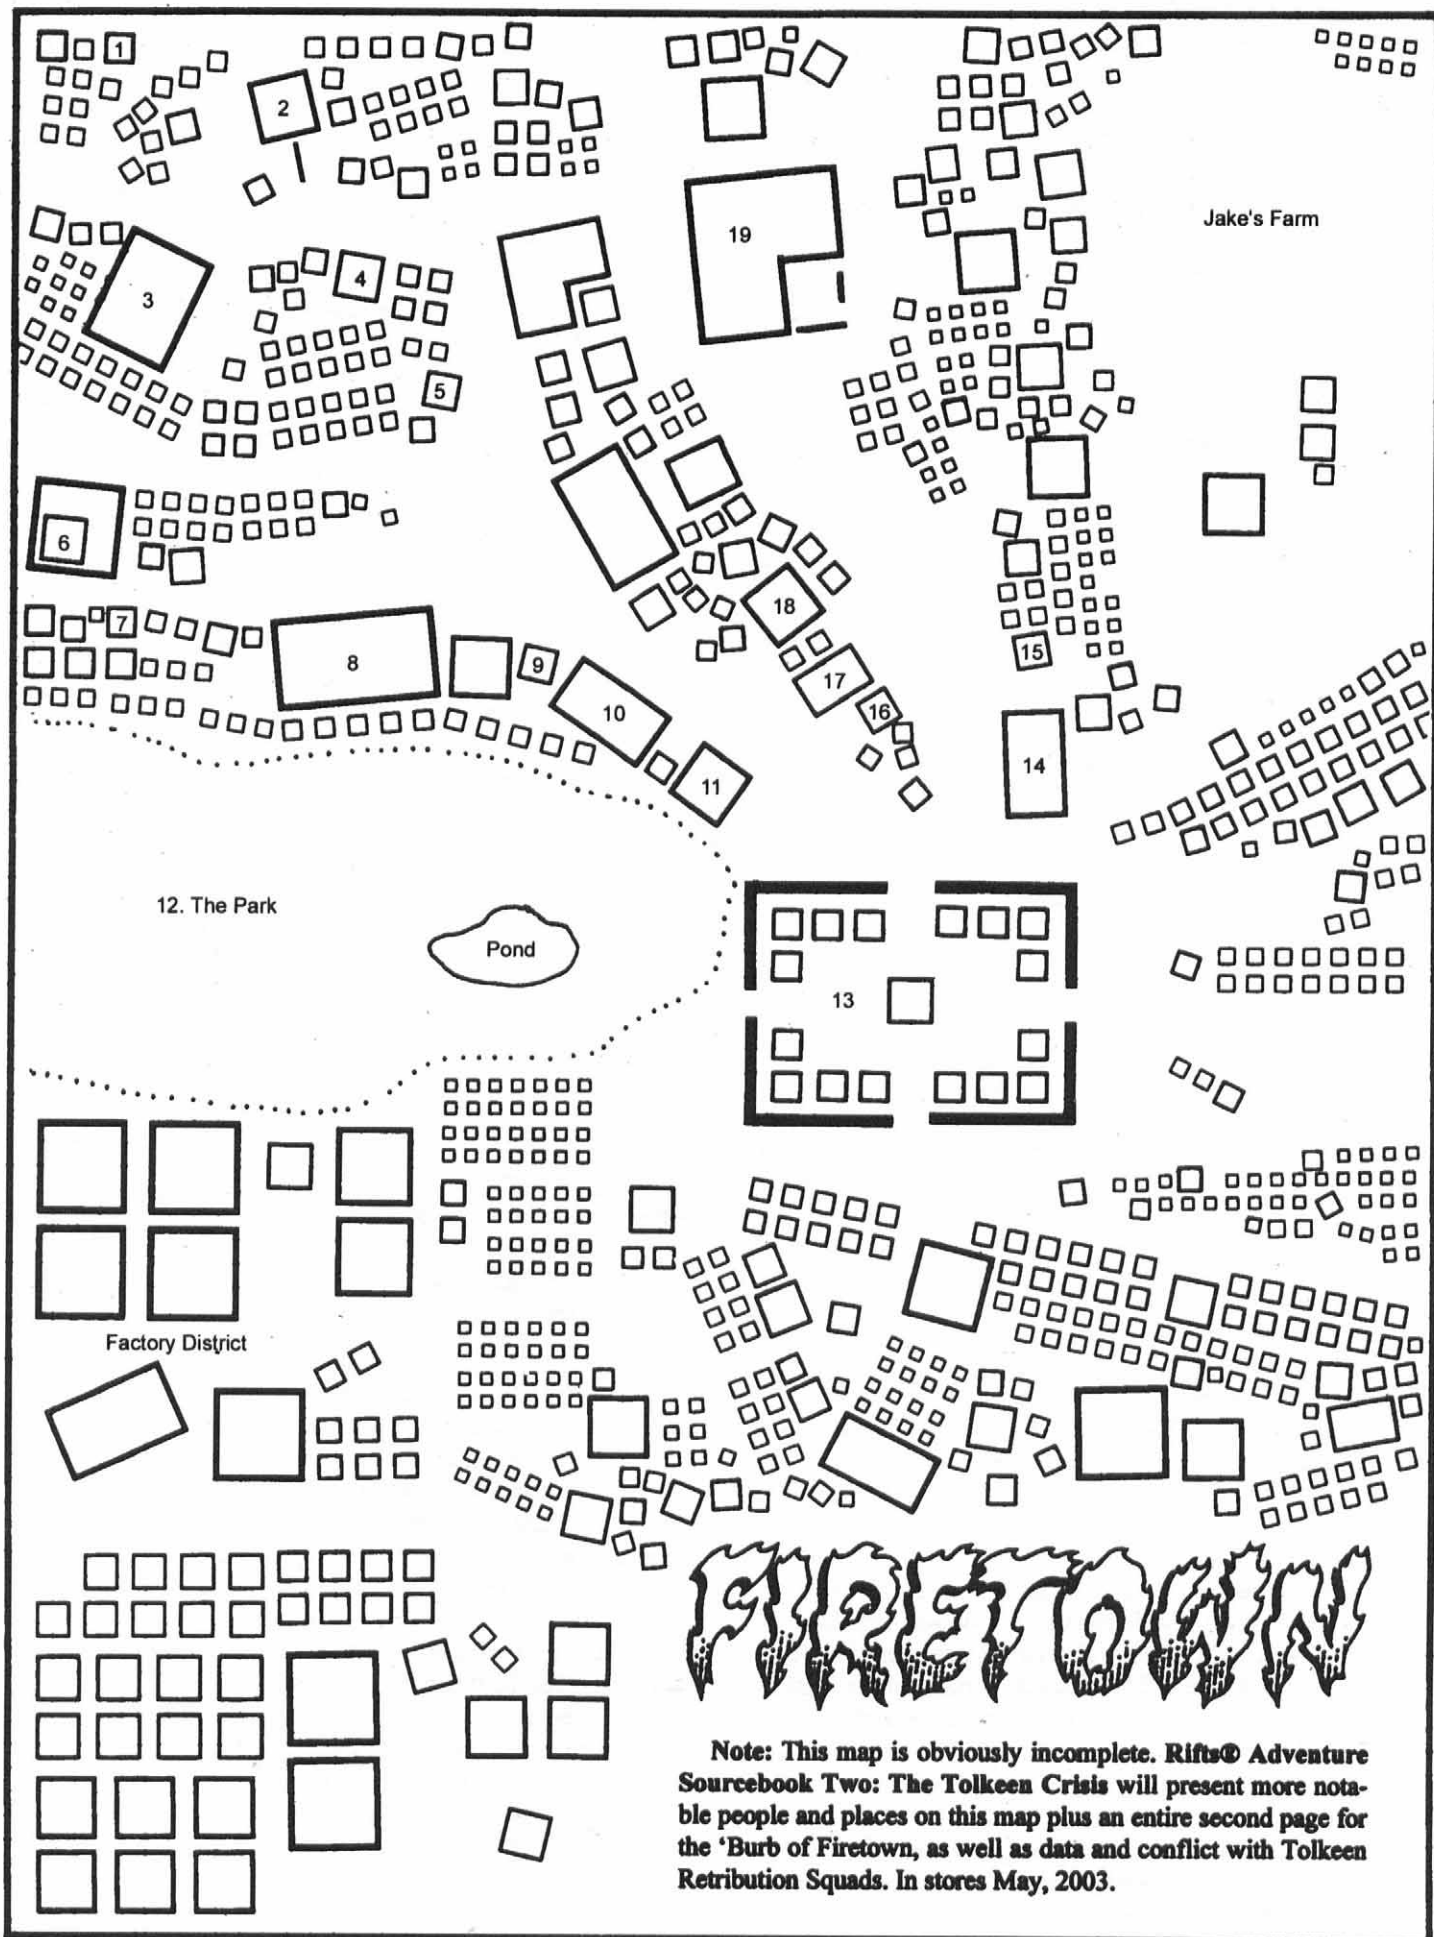 1
2
3
19
Jake's Farm
4
5
6
7
8
9
10
11
18
17
16
15
14
12. The Park
Pond
13
Factory District
FIRETOWN
Note: This map is obviously incomplete. Rifts® Adventure
Sourcebook Two: The Tolkeen Crisis will present more nota-
ble people and places on this map plus an entire second page for
the ‘Burb of Firetown, as well as data and conflict with Tolkeen
Retribution Squads. In stores May, 2003.